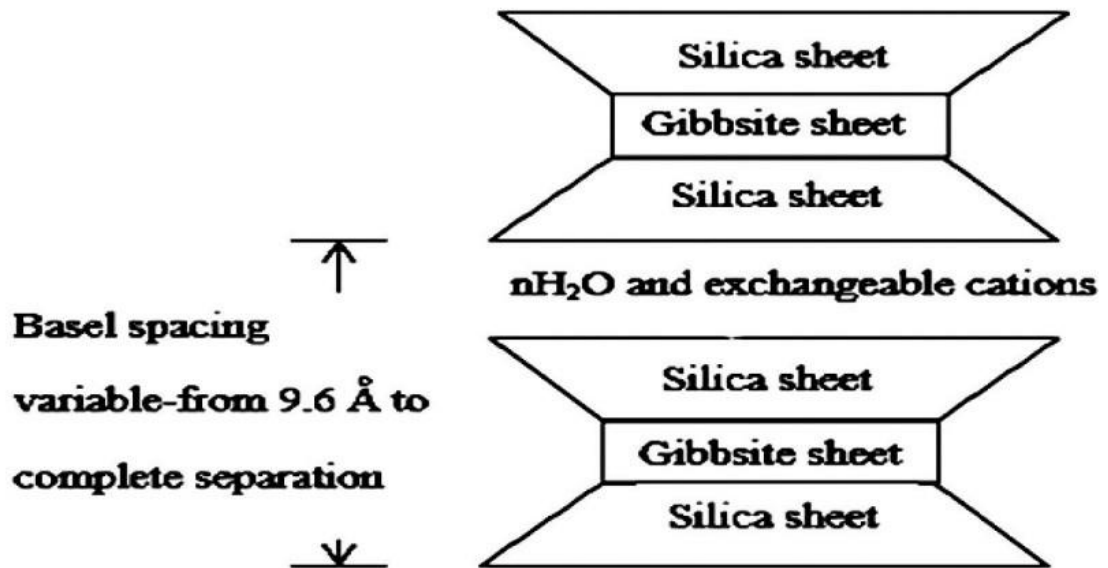 Silica sheet
Gibbsite sheet
Silica sheet
nH₂O and exchangeable cations
Basel spacing
variable-from 9.6 Å to
complete separation
Silica sheet
Gibbsite sheet
Silica sheet